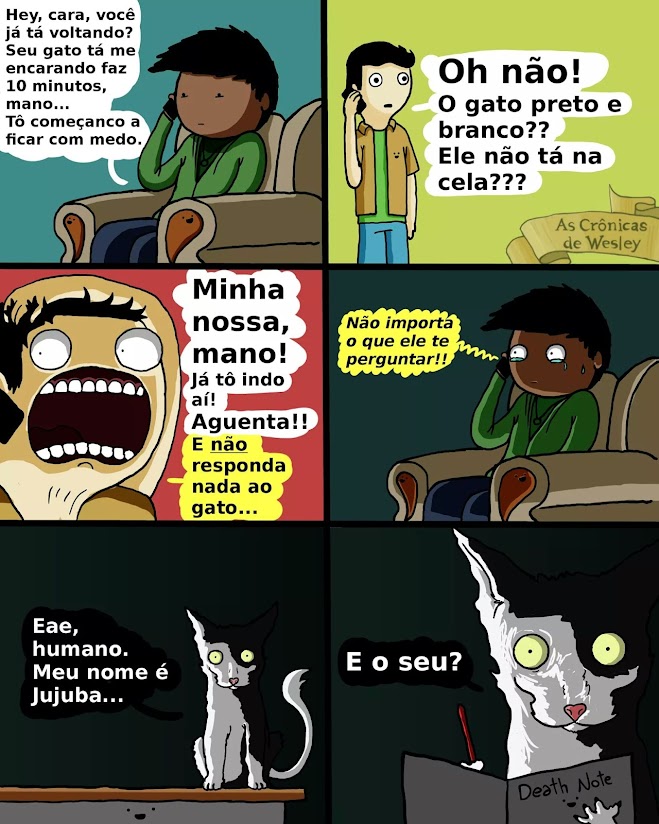 Hey, cara, você
já tá voltando?
Seu gato tá me
encarando faz
10 minutos,
mano...
Tô começanco a
ficar com medo.
Oh não!
O gato preto e
branco??
Ele não tá na
cela???
As Crônicas
de Wesley
Minha
nossa,
mano!
Já tô indo
aí!
Aguenta!!
E não
responda
nada ao
gato...
Não importa
o que ele te
perguntar!!
Eae,
humano.
Meu nome é
Jujuba...
E o seu?
Death Note